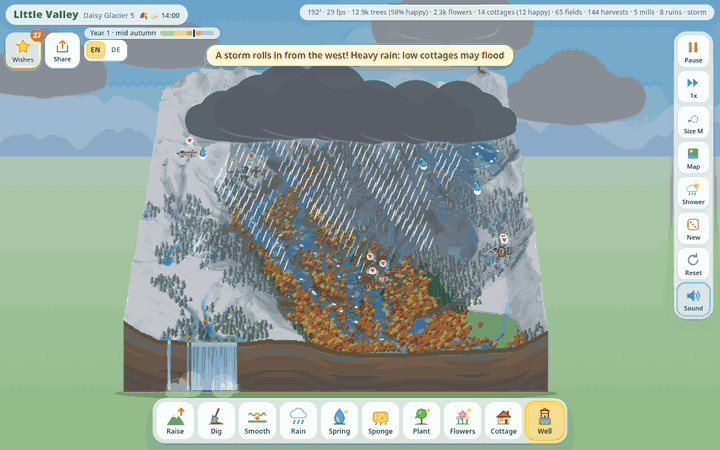 Little Valley Daisy Glacier 5 14:00
192² · 29 fps · 12.9k trees (98% happy) · 2.3k flowers · 14 cottages (12 happy) · 65 fields · 144 harvests · 5 mills · 8 ruins · storm
Year 1 · mid autumn
27
Wishes
Share
EN DE
A storm rolls in from the west! Heavy rain: low cottages may flood
Pause
1x
Size M
Map
Shower
New
Reset
Sound
Raise Dig Smooth Rain Spring Sponge Plant Flowers Cottage Well